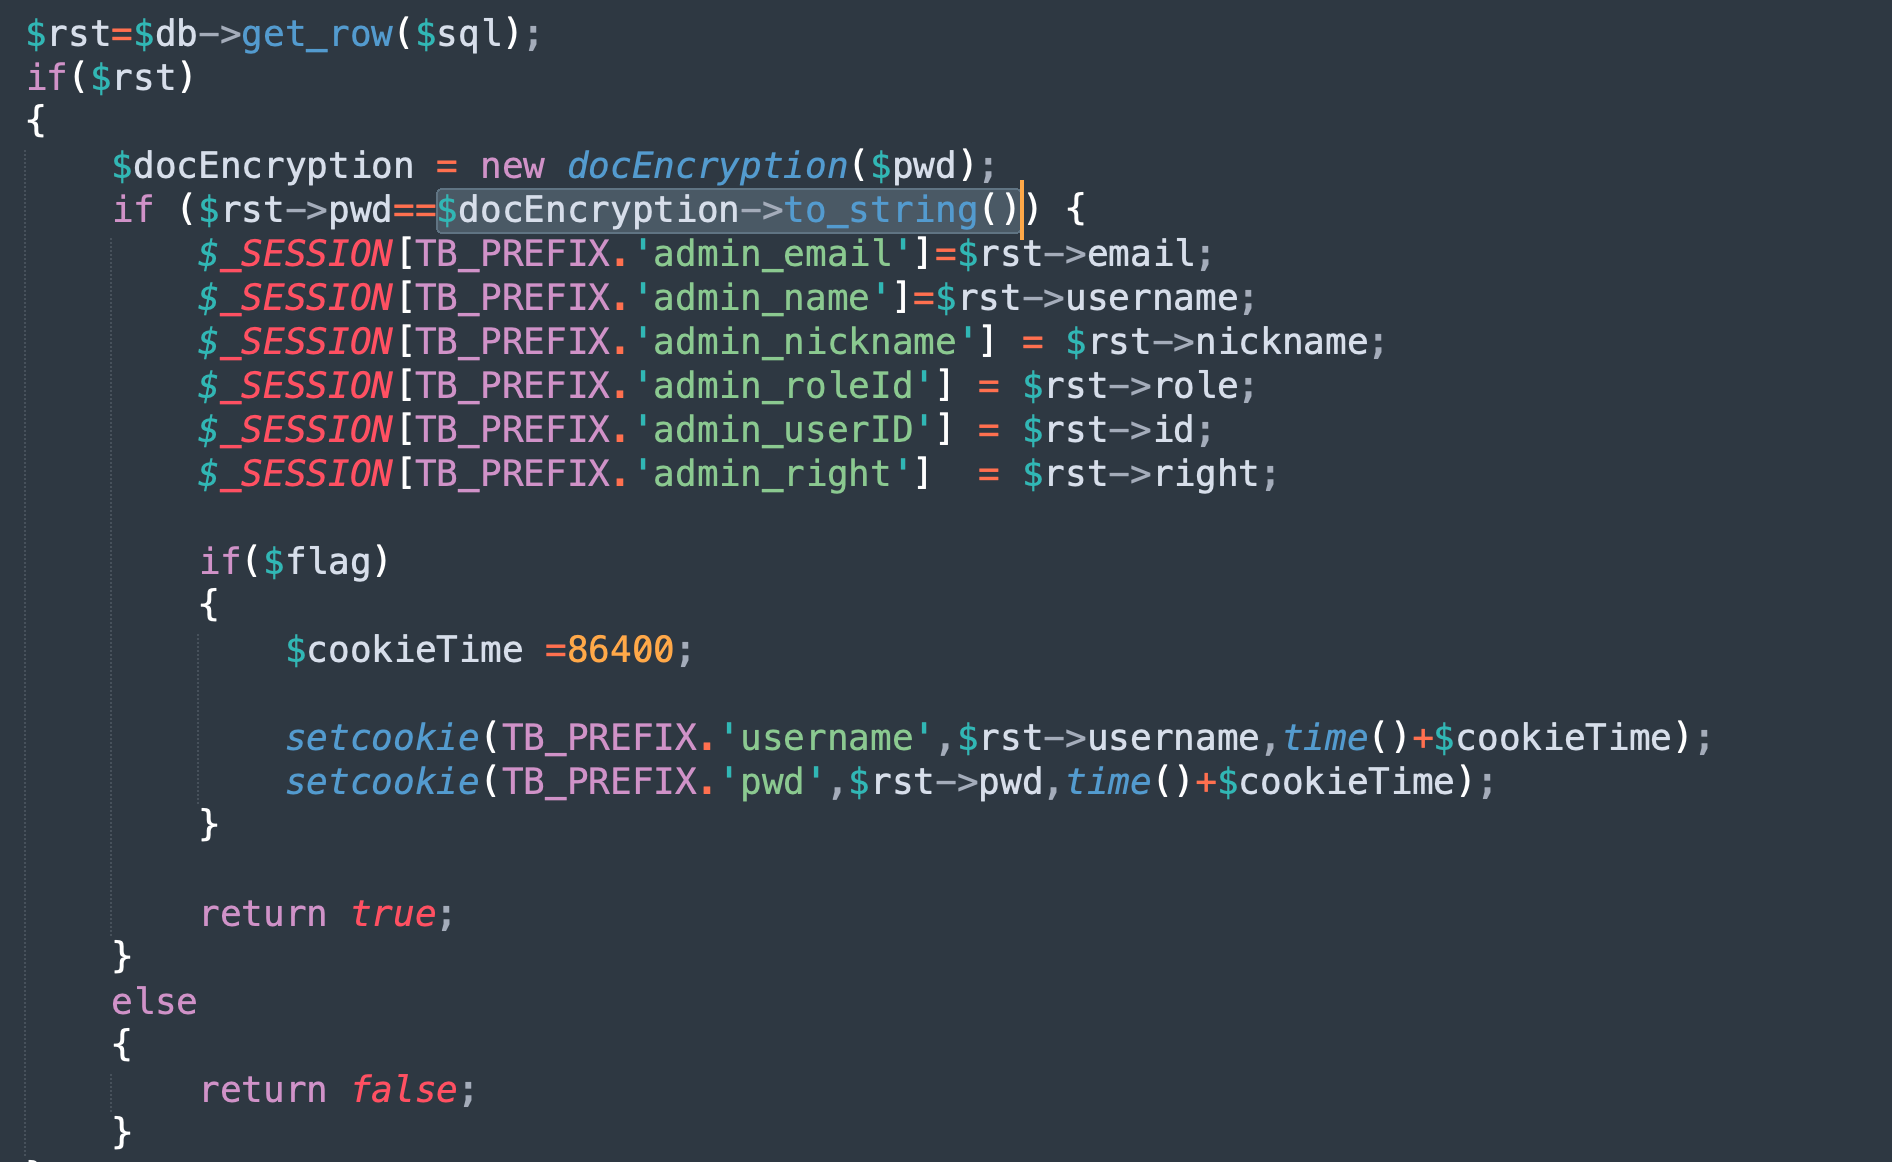 $rst=$db->get_row($sql);
if($rst)
{
    $docEncryption = new docEncryption($pwd);
    if ($rst->pwd==$docEncryption->to_string()) {
        $_SESSION[TB_PREFIX.'admin_email']=$rst->email;
        $_SESSION[TB_PREFIX.'admin_name']=$rst->username;
        $_SESSION[TB_PREFIX.'admin_nickname'] = $rst->nickname;
        $_SESSION[TB_PREFIX.'admin_roleId'] = $rst->role;
        $_SESSION[TB_PREFIX.'admin_userID'] = $rst->id;
        $_SESSION[TB_PREFIX.'admin_right']  = $rst->right;

        if($flag)
        {
            $cookieTime =86400;

            setcookie(TB_PREFIX.'username',$rst->username,time()+$cookieTime);
            setcookie(TB_PREFIX.'pwd',$rst->pwd,time()+$cookieTime);
        }

        return true;
    }
    else
    {
        return false;
    }
}